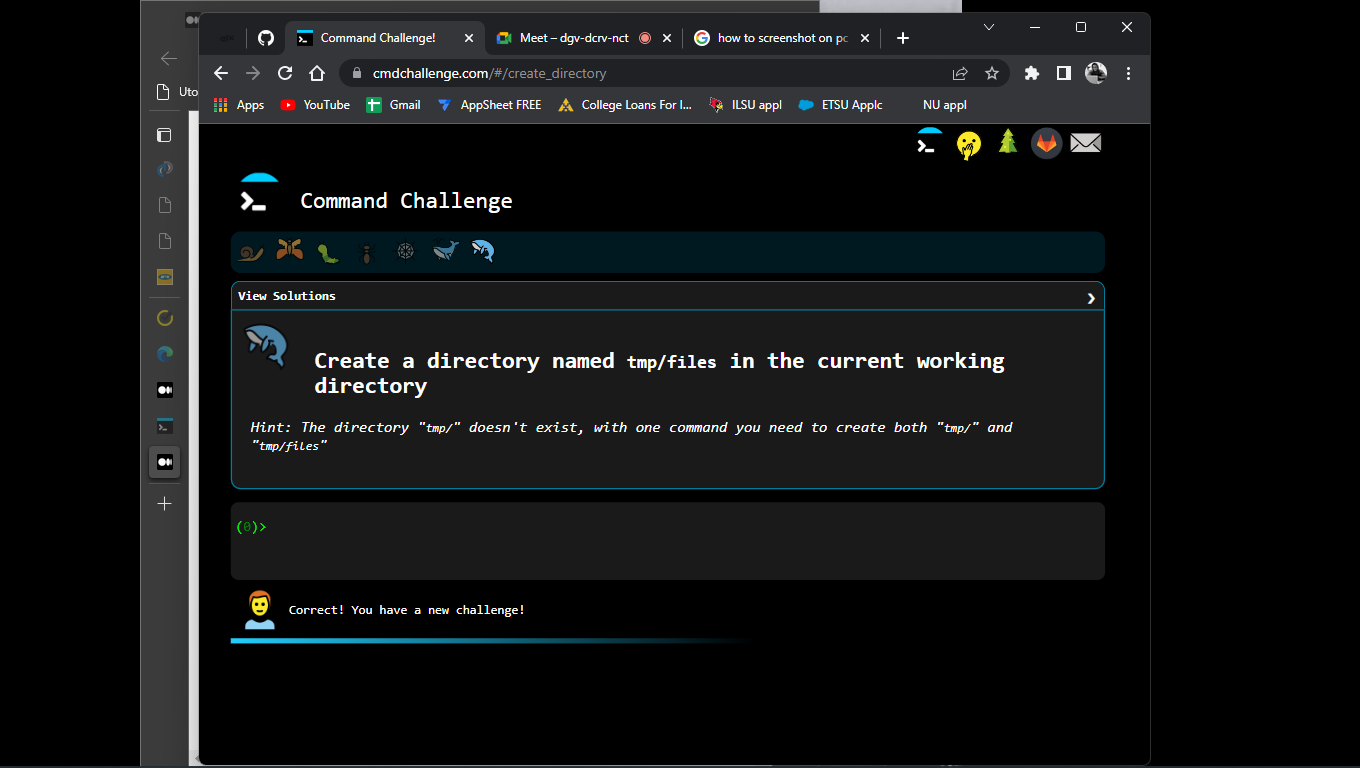 Command Challenge!
Meet – dgv-dcrv-nct
how to screenshot on pc
cmdchallenge.com/#/create_directory
Uto
Apps
YouTube
Gmail
AppSheet FREE
College Loans For I...
ILSU appl
ETSU Applc
NU appl
Command Challenge
View Solutions
Create a directory named tmp/files in the current working
directory
Hint: The directory "tmp/" doesn't exist, with one command you need to create both "tmp/" and
"tmp/files"
(0)>
Correct! You have a new challenge!